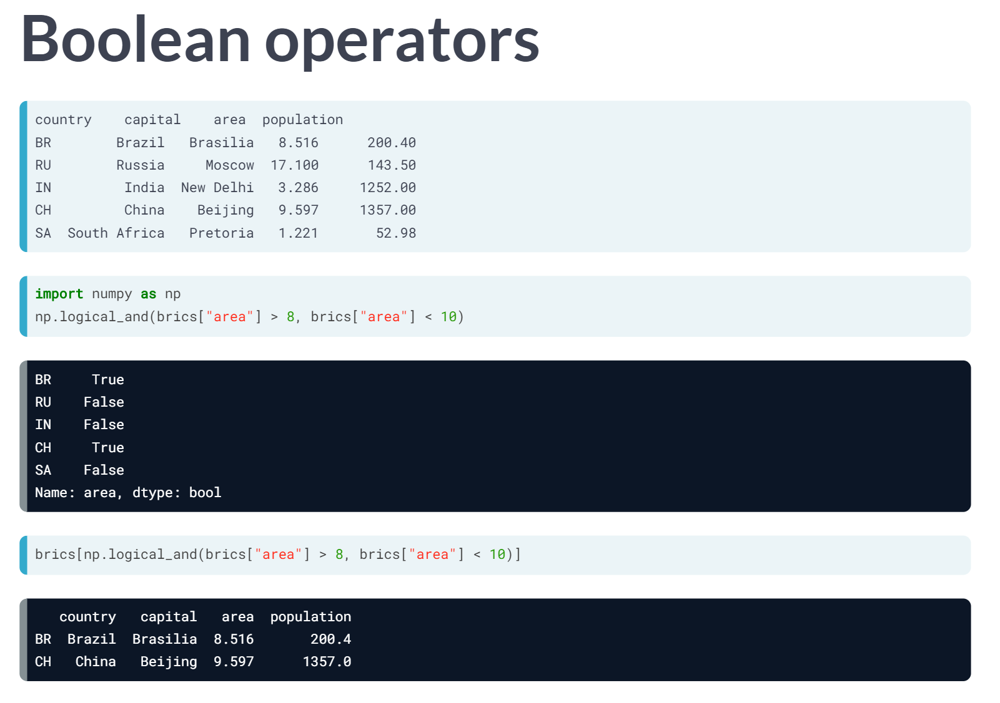 Boolean operators
country    capital    area  population
BR        Brazil   Brasilia   8.516      200.40
RU        Russia     Moscow  17.100      143.50
IN         India  New Delhi   3.286     1252.00
CH         China    Beijing   9.597     1357.00
SA  South Africa   Pretoria   1.221       52.98
import numpy as np
np.logical_and(brics["area"] > 8, brics["area"] < 10)
BR     True
RU    False
IN    False
CH     True
SA    False
Name: area, dtype: bool
brics[np.logical_and(brics["area"] > 8, brics["area"] < 10)]
   country   capital   area  population
BR  Brazil  Brasilia  8.516       200.4
CH   China   Beijing  9.597      1357.0